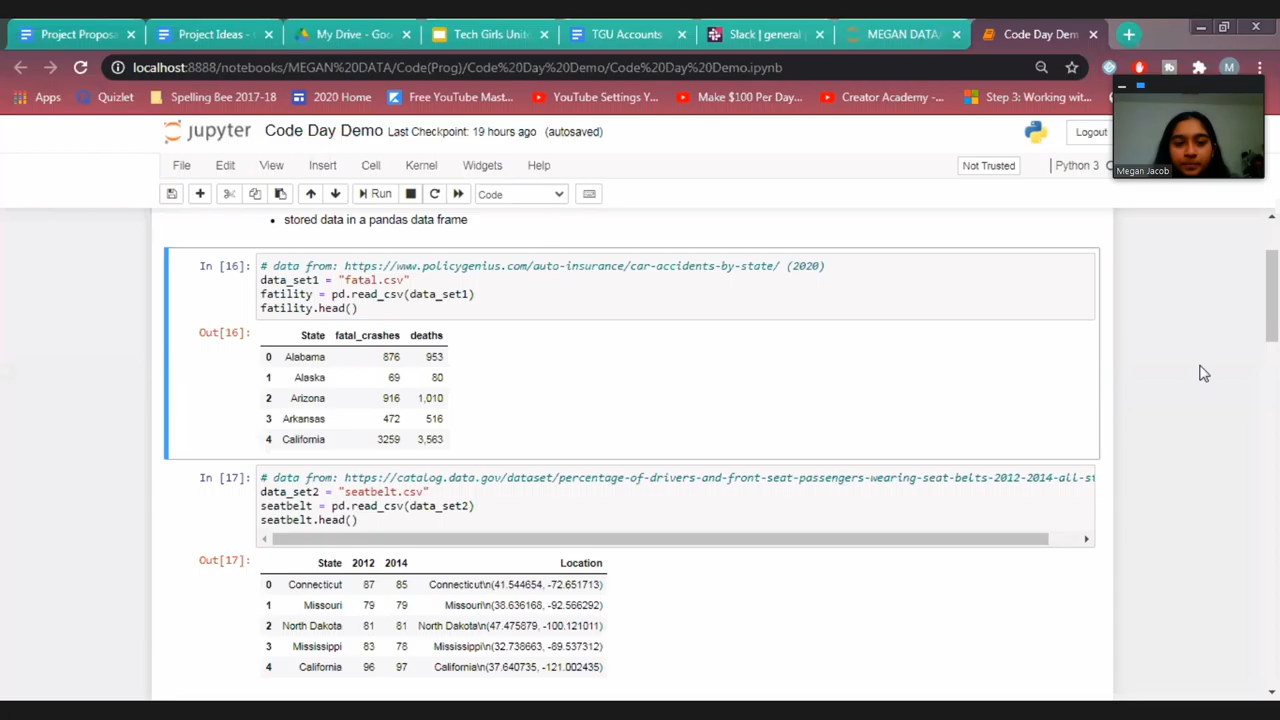 Project Proposa
Project Ideas -
My Drive - Goo
Tech Girls Unite
TGU Accounts
Slack | general
MEGAN DATA/
Code Day Dem
localhost:8888/notebooks/MEGAN%20DATA/Code(Prog)/Code%20Day%20Demo/Code%20Day%20Demo.ipynb
M
Apps
Quizlet
Spelling Bee 2017-18
2020 Home
Free YouTube Mast...
YouTube Settings Y...
Make $100 Per Day...
Creator Academy -...
Step 3: Working wit...
jupyter Code Day Demo Last Checkpoint: 19 hours ago (autosaved)
Logout
Megan Jacob
File Edit View Insert Cell Kernel Widgets Help
Not Trusted
Python 3
Run
Code
• stored data in a pandas data frame
In [16]:
# data from: https://www.policygenius.com/auto-insurance/car-accidents-by-state/ (2020)
data_set1 = "fatal.csv"
fatility = pd.read_csv(data_set1)
fatility.head()
Out[16]:
State fatal_crashes deaths
0 Alabama 876 953
1 Alaska 69 80
2 Arizona 916 1,010
3 Arkansas 472 516
4 California 3259 3,563
In [17]:
# data from: https://catalog.data.gov/dataset/percentage-of-drivers-and-front-seat-passengers-wearing-seat-belts-2012-2014-all-st
data_set2 = "seatbelt.csv"
seatbelt = pd.read_csv(data_set2)
seatbelt.head()
Out[17]:
State 2012 2014 Location
0 Connecticut 87 85 Connecticut\n(41.544654, -72.651713)
1 Missouri 79 79 Missouri\n(38.636168, -92.566292)
2 North Dakota 81 81 North Dakota\n(47.475879, -100.121011)
3 Mississippi 83 78 Mississippi\n(32.738663, -89.537312)
4 California 96 97 California\n(37.640735, -121.002435)